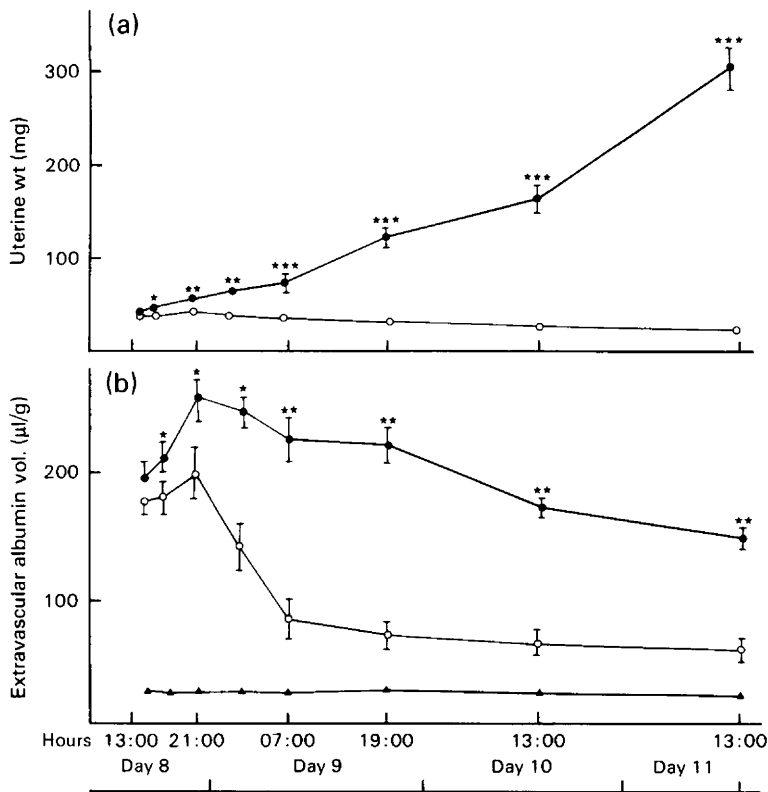 (a)
★★★
300
Uterine wt (mg)
★★★
200
★★★
★★★
100
★ ★★ ★★
(b)
★
★
★★ ★★
★
Extravascular albumin vol. (µl/g)
200
★★
★★
100
Hours 13:00 21:00 07:00 19:00 13:00 13:00
Day 8 Day 9 Day 10 Day 11